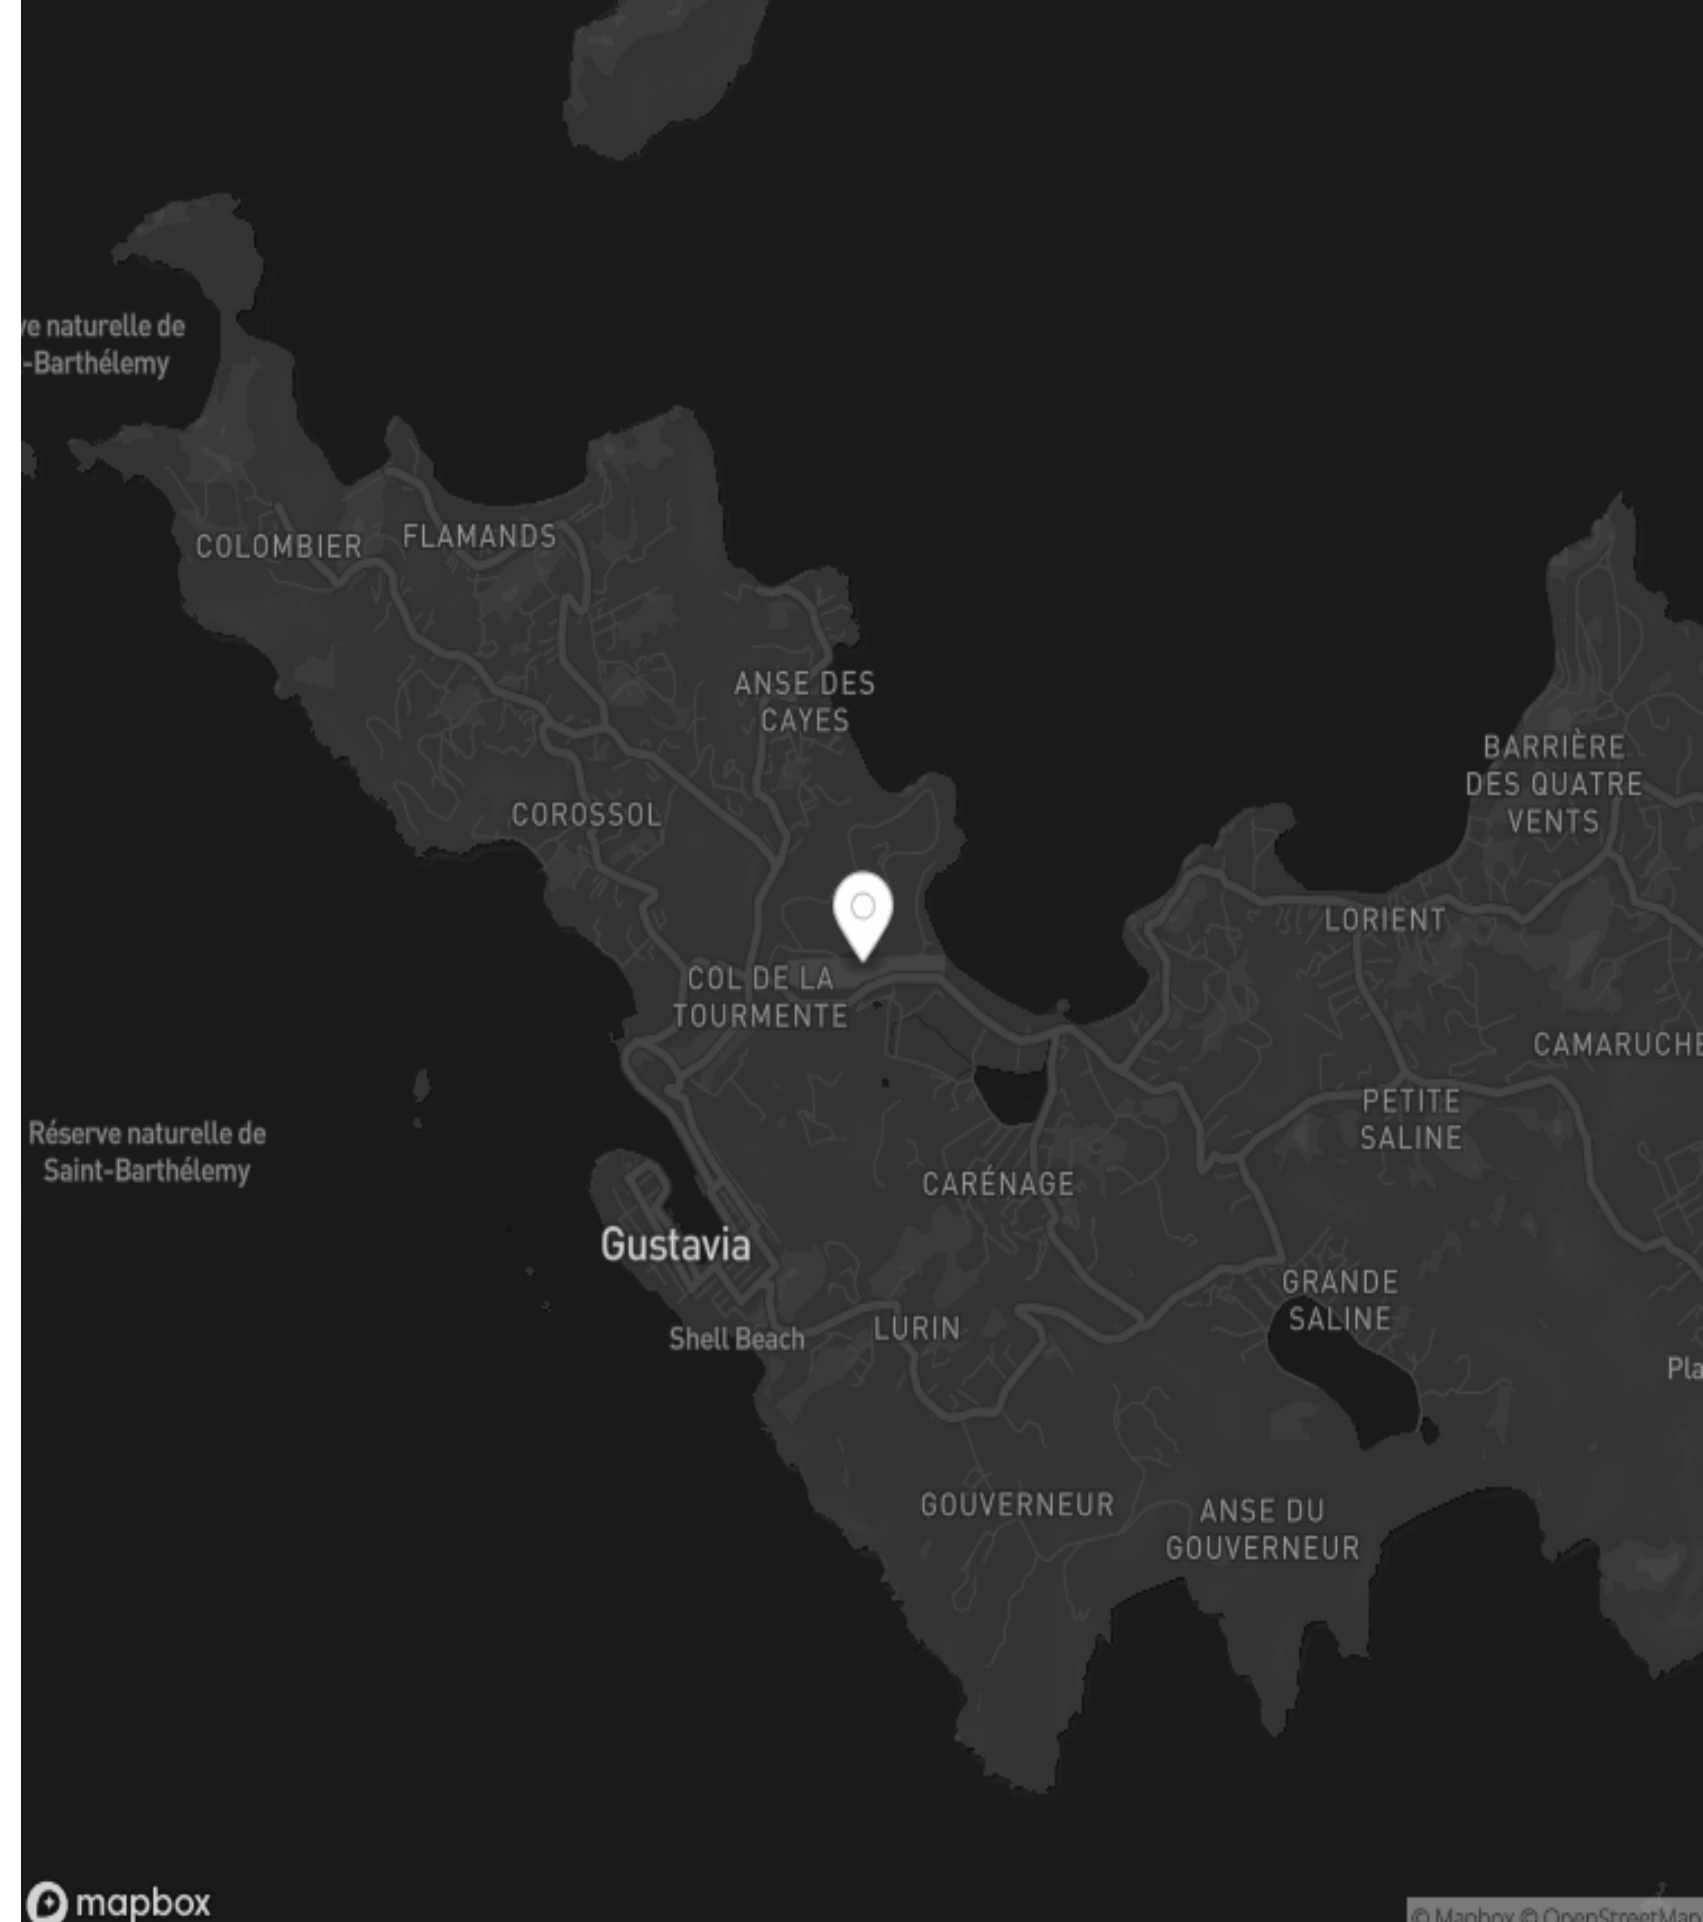 ve naturelle de
-Barthélemy
COLOMBIER
FLAMANDS
ANSE DES
CAYES
BARRIÈRE
DES QUATRE
VENTS
COROSSOL
LORIENT
COL DE LA
TOURMENTE
CAMARUCHE
PETITE
SALINE
Réserve naturelle de
Saint-Barthélemy
CARÉNAGE
Gustavia
GRANDE
SALINE
Shell Beach
LURIN
Pla
GOUVERNEUR
ANSE DU
GOUVERNEUR
mapbox
© Mapbox © OpenStreetMap